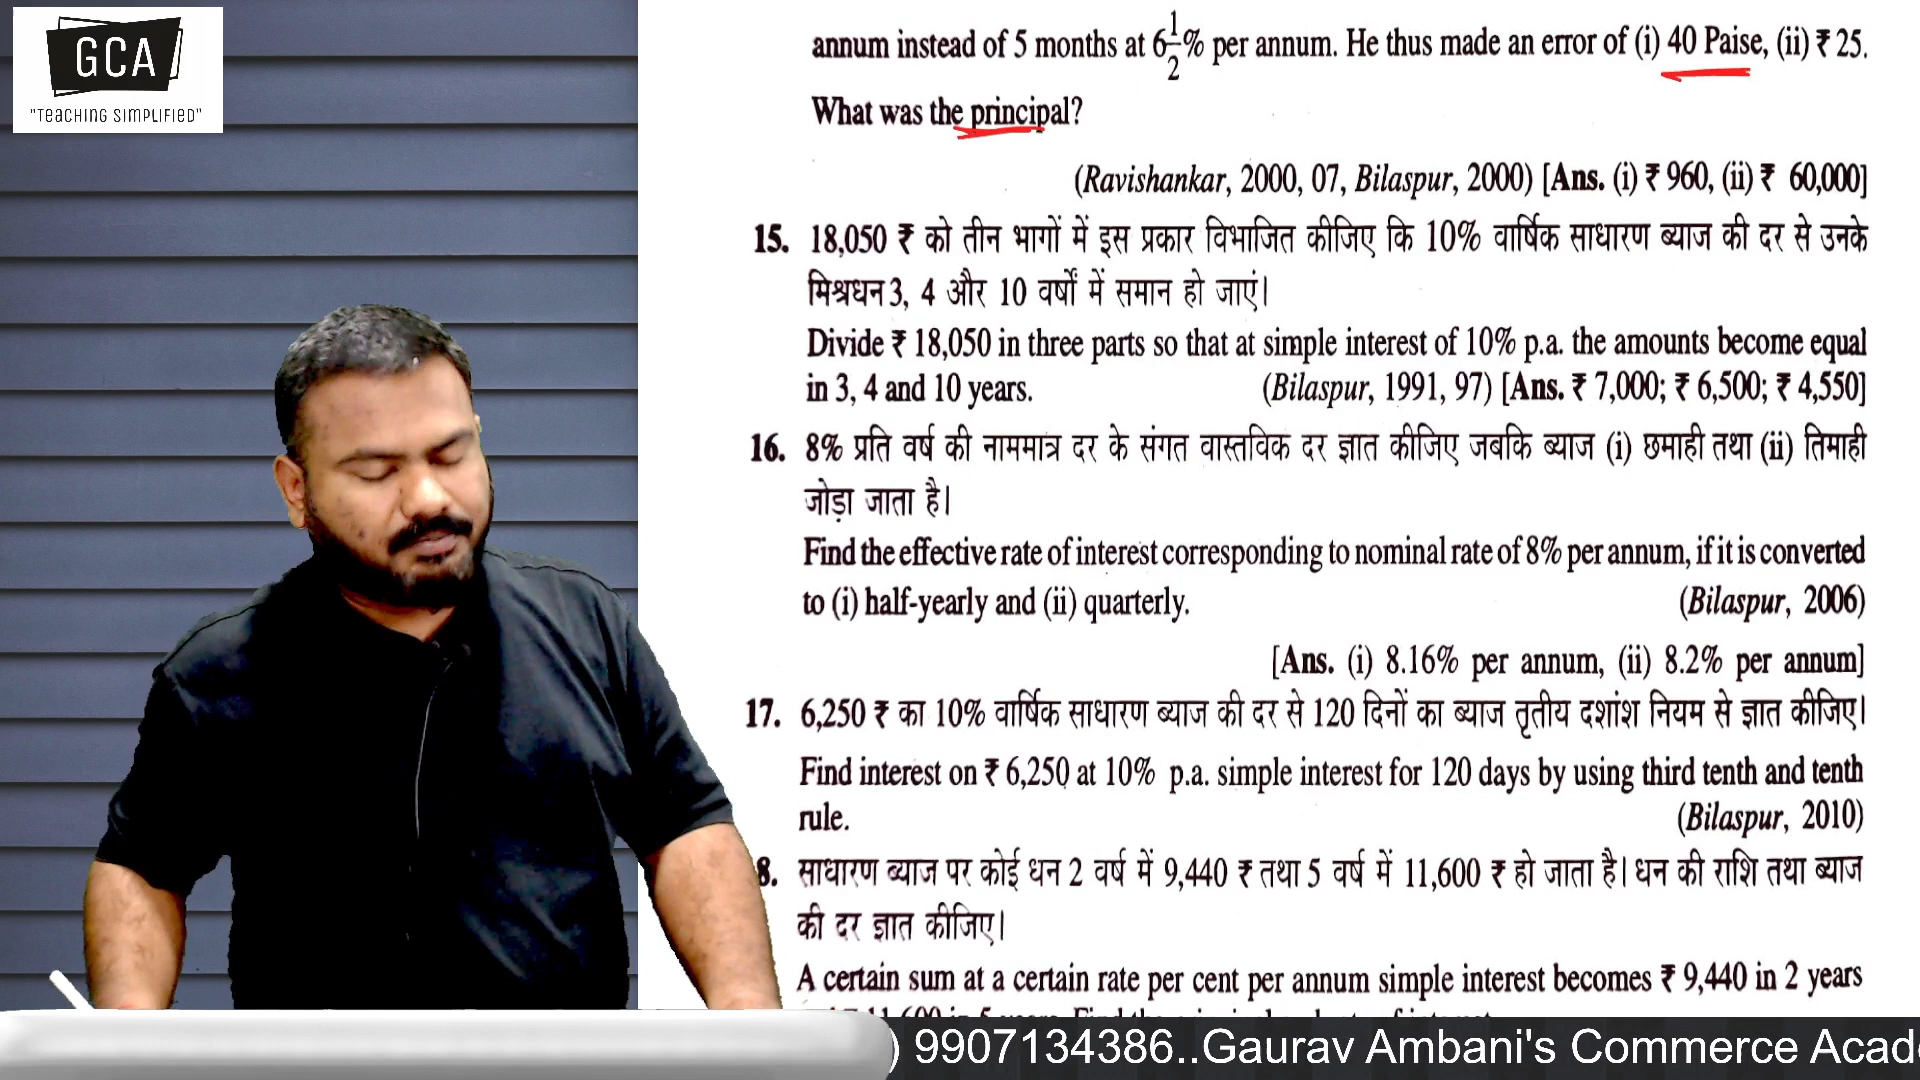 GCA
"TEACHING SIMPLIFIED"
annum instead of 5 months at 6 1/2 % per annum. He thus made an error of (i) 40 Paise, (ii) ₹ 25.
What was the principal?
(Ravishankar, 2000, 07, Bilaspur, 2000) [Ans. (i) ₹ 960, (ii) ₹ 60,000]
15. 18,050 ₹ को तीन भागों में इस प्रकार विभाजित कीजिए कि 10% वार्षिक साधारण ब्याज की दर से उनके
मिश्रधन 3, 4 और 10 वर्षों में समान हो जाएं।
Divide ₹ 18,050 in three parts so that at simple interest of 10% p.a. the amounts become equal
in 3, 4 and 10 years. (Bilaspur, 1991, 97) [Ans. ₹ 7,000; ₹ 6,500; ₹ 4,550]
16. 8% प्रति वर्ष की नाममात्र दर के संगत वास्तविक दर ज्ञात कीजिए जबकि ब्याज (i) छमाही तथा (ii) तिमाही
जोड़ा जाता है।
Find the effective rate of interest corresponding to nominal rate of 8% per annum, if it is converted
to (i) half-yearly and (ii) quarterly. (Bilaspur, 2006)
[Ans. (i) 8.16% per annum, (ii) 8.2% per annum]
17. 6,250 ₹ का 10% वार्षिक साधारण ब्याज की दर से 120 दिनों का ब्याज तृतीय दशांश नियम से ज्ञात कीजिए।
Find interest on ₹ 6,250 at 10% p.a. simple interest for 120 days by using third tenth and tenth
rule. (Bilaspur, 2010)
8. साधारण ब्याज पर कोई धन 2 वर्ष में 9,440 ₹ तथा 5 वर्ष में 11,600 ₹ हो जाता है। धन की राशि तथा ब्याज
की दर ज्ञात कीजिए।
A certain sum at a certain rate per cent per annum simple interest becomes ₹ 9,440 in 2 years
) 9907134386..Gaurav Ambani's Commerce Acad